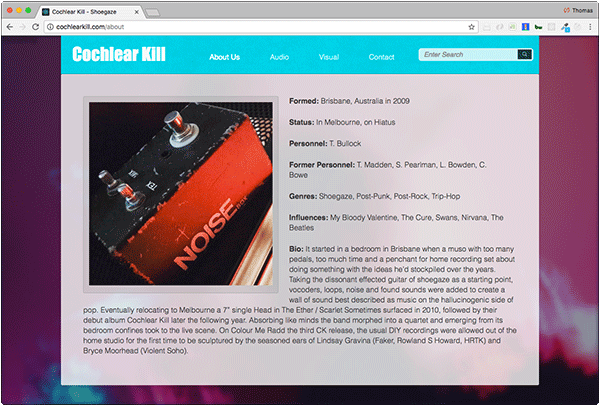 Cochlear Kill - Shoegaze
Thomas
cochlearkill.com/about
Cochlear Kill
About Us
Audio
Visual
Contact
Enter Search
NOISE
BOX
Formed: Brisbane, Australia in 2009
Status: In Melbourne, on Hiatus
Personnel: T. Bullock
Former Personnel: T. Madden, S. Pearlman, L. Bowden, C.
Bowe
Genres: Shoegaze, Post-Punk, Post-Rock, Trip-Hop
Influences: My Bloody Valentine, The Cure, Swans, Nirvana, The
Beatles
Bio: It started in a bedroom in Brisbane when a muso with too many
pedals, too much time and a penchant for home recording set about
doing something with the ideas he'd stockpiled over the years.
Taking the dissonant effected guitar of shoegaze as a starting point,
vocoders, loops, noise and found sounds were added to create a
wall of sound best described as music on the hallucinogenic side of
pop. Eventually relocating to Melbourne a 7" single Head in The Ether / Scarlet Sometimes surfaced in 2010, followed by their
debut album Cochlear Kill later the following year. Absorbing like minds the band morphed into a quartet and emerging from its
bedroom confines took to the live scene. On Colour Me Radd the third CK release, the usual DIY recordings were allowed out of the
home studio for the first time to be sculptured by the seasoned ears of Lindsay Gravina (Faker, Rowland S Howard, HRTK) and
Bryce Moorhead (Violent Soho).